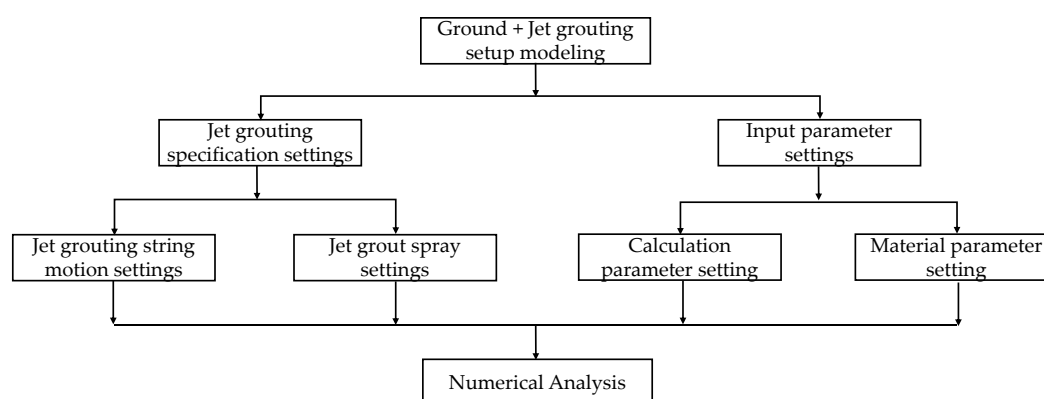 Ground + Jet grouting
setup modeling
Jet grouting
specification settings
Input parameter
settings
Jet grouting string
motion settings
Jet grout spray
settings
Calculation
parameter setting
Material parameter
setting
Numerical Analysis